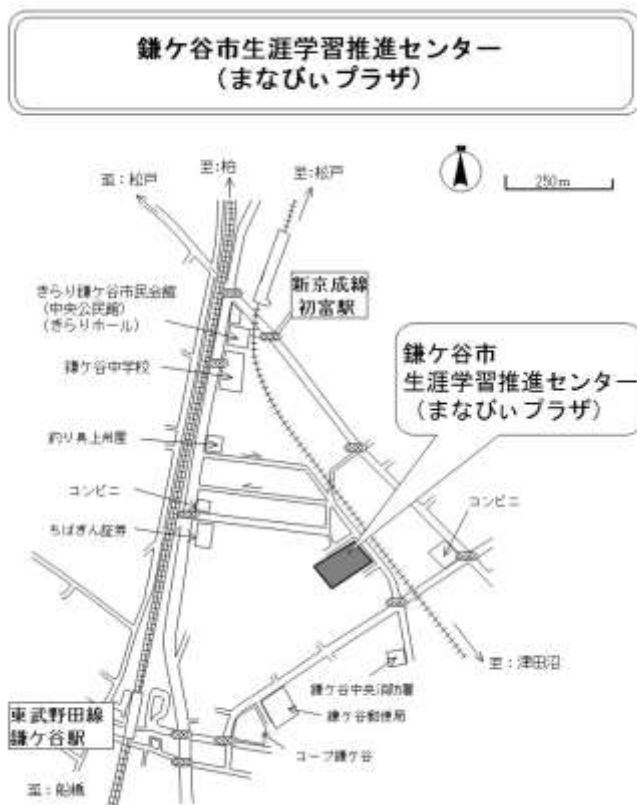 鎌ケ谷市生涯学習推進センター
（まなびぃプラザ）
至：松戸
至：柏
至：松戸
250m
きらり鎌ケ谷市民会館
（中央公民館）
（きらりホール）
新京成線
初富駅
鎌ケ谷中学校
鎌ケ谷市
生涯学習推進センター
（まなびぃプラザ）
釣り具上州屋
コンビニ
コンビニ
ちばぎん証券
至：津田沼
鎌ケ谷中央消防署
東武野田線
鎌ケ谷駅
鎌ケ谷郵便局
コープ鎌ケ谷
至：船橋